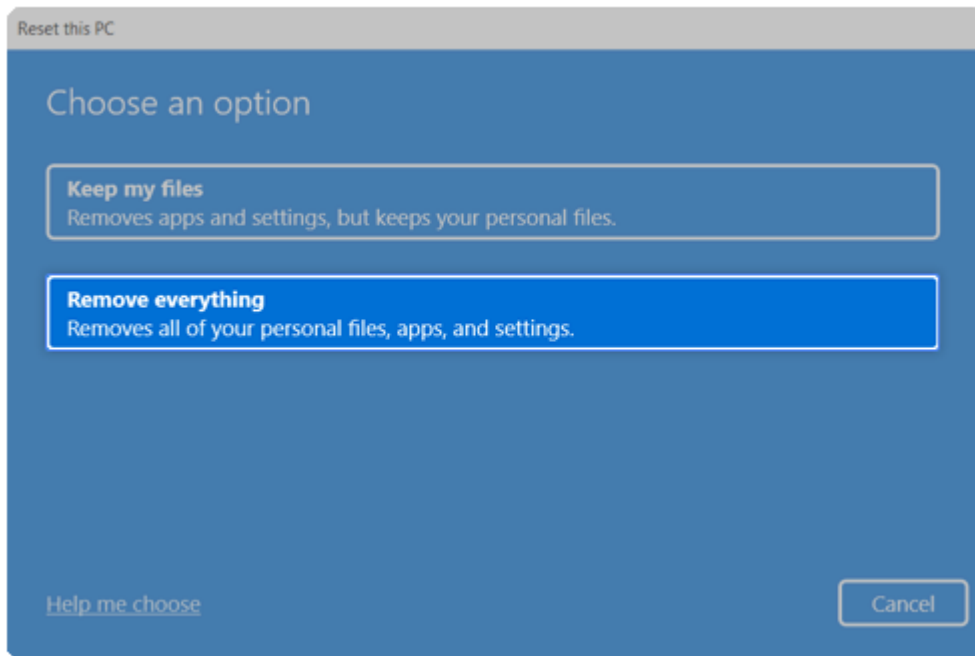 Reset this PC
Choose an option
Keep my files
Removes apps and settings, but keeps your personal files.
Remove everything
Removes all of your personal files, apps, and settings.
Help me choose
Cancel